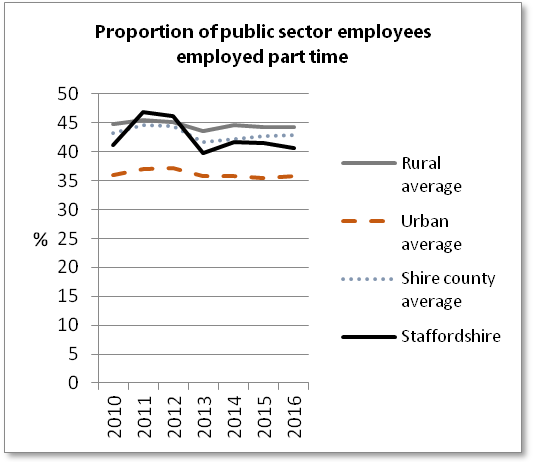 Proportion of public sector employees
employed part time
50
45
40
35
30
25
20
15
10
5
0
%
2010
2011
2012
2013
2014
2015
2016
Rural
average
Urban
average
Shire county
average
Staffordshire